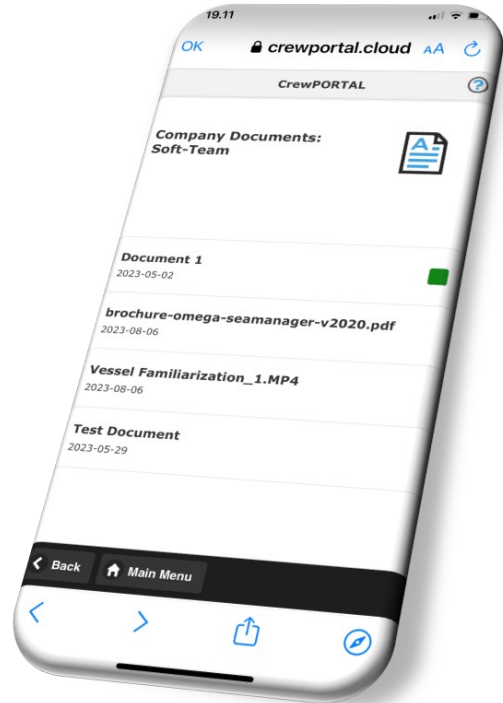 19.11
OK crewportal.cloud AA
CrewPORTAL
?
Company Documents:
Soft-Team
A
Document 1
2023-05-02
brochure-omega-seamanager-v2020.pdf
2023-08-06
Vessel Familiarization_1.MP4
2023-08-06
Test Document
2023-05-29
Back Main Menu